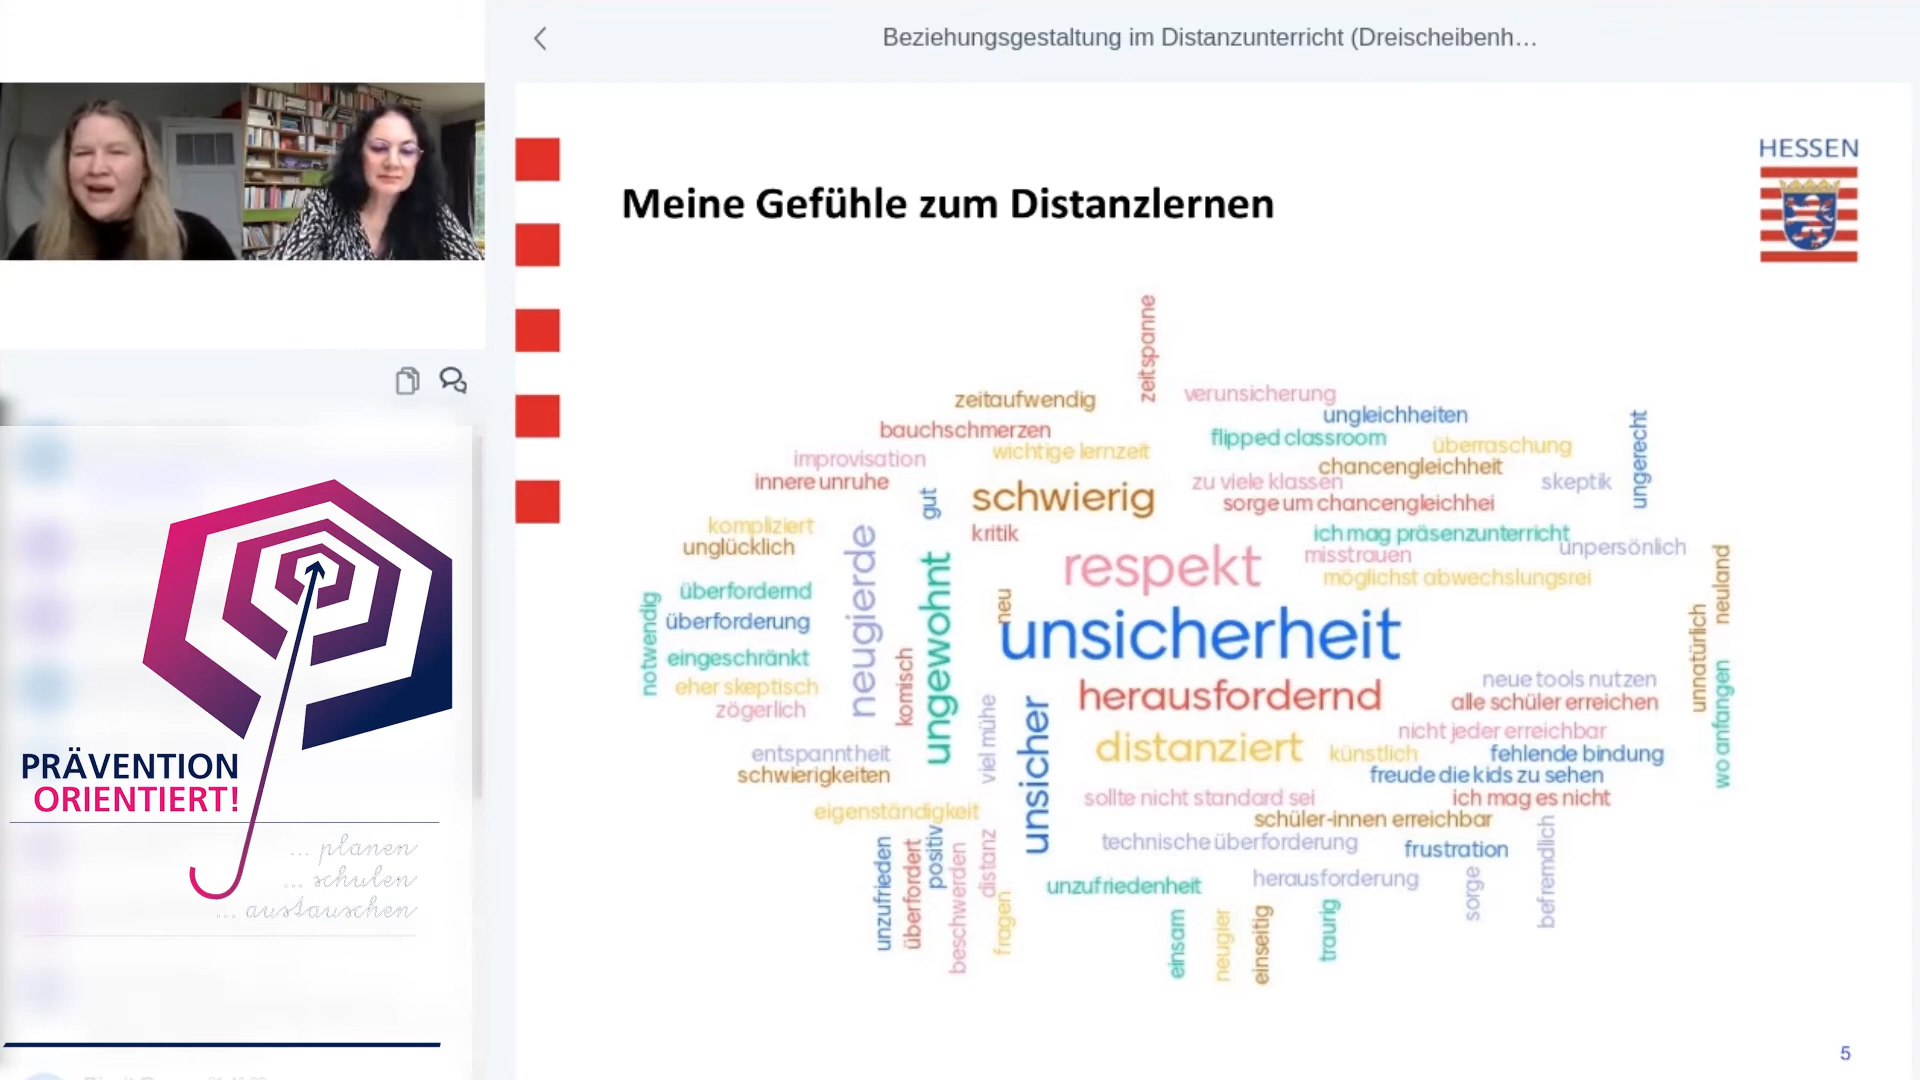 Beziehungsgestaltung im Distanzunterricht (Dreischeibenh…
HESSEN
Meine Gefühle zum Distanzlernen
zeitspanne
zeitaufwendig
verunsicherung
ungleichheiten
bauchschmerzen
flipped classroom
wichtige lernzeit
überraschung
ungerecht
improvisation
chancengleichheit
innere unruhe
gut
schwierig
zu viele klassen
skeptik
sorge um chancengleichhei
kompliziert
kritik
ich mag präsenzunterricht
unglücklich
neugierde
ungewohnt
respekt
misstrauen
unpersönlich
möglichst abwechslungsrei
neuland
notwendig
überfordernd
neu
überforderung
unsicherheit
unnatürlich
eingeschränkt
komisch
eher skeptisch
zögerlich
herausfordernd
neue tools nutzen
alle schüler erreichen
wo anfangen
viel mühe
unsicher
nicht jeder erreichbar
entspanntheit
distanziert
künstlich
fehlende bindung
schwierigkeiten
freude die kids zu sehen
sollte nicht standard sei
ich mag es nicht
eigenständigkeit
schüler-innen erreichbar
technische überforderung
frustration
unzufrieden
überfordert
positiv
beschwerden
distanz
fragen
unzufriedenheit
herausforderung
sorge
befremdlich
einsam
neugier
einseitig
traurig
5
PRÄVENTION
ORIENTIERT!
... planen
... schulen
... austauschen